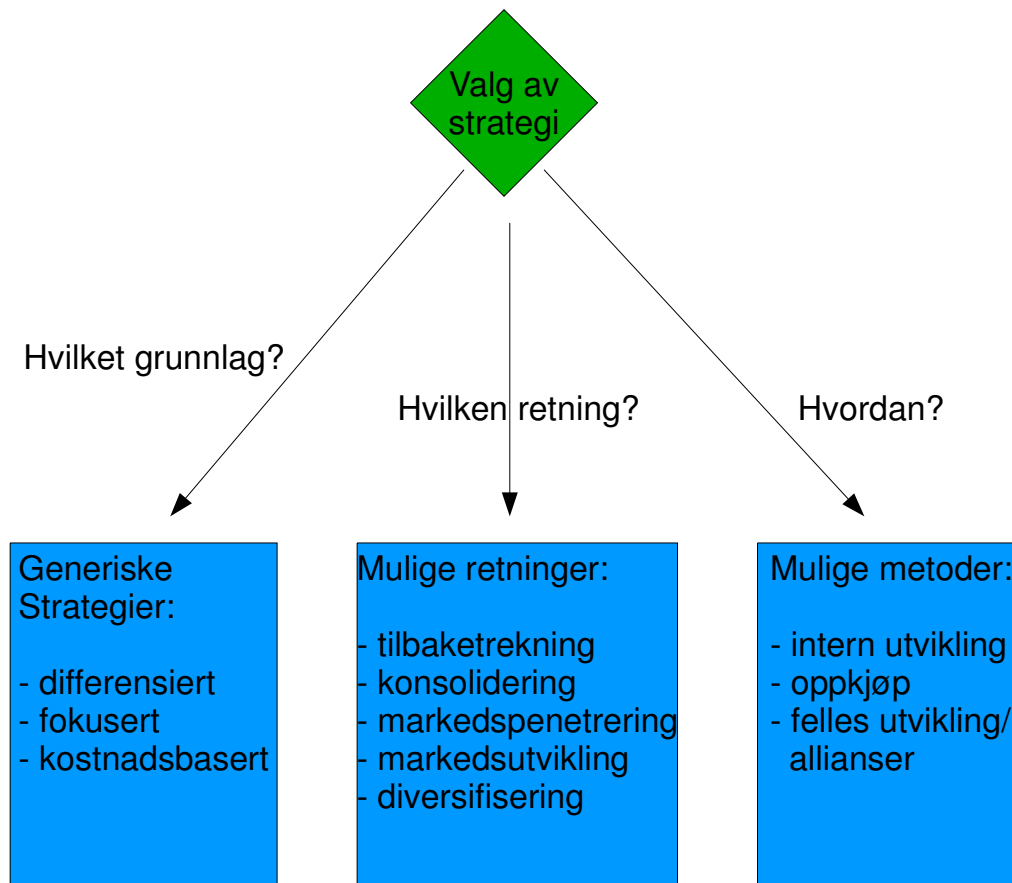 Valg av
strategi
Hvilket grunnlag?
Hvilken retning?
Hvordan?
Generiske
Strategier:
- differensiert
- fokusert
- kostnadsbasert
Mulige retninger:
- tilbaketrekning
- konsolidering
- markedspenetrering
- markedsutvikling
- diversifisering
Mulige metoder:
- intern utvikling
- oppkjøp
- felles utvikling/
allianser